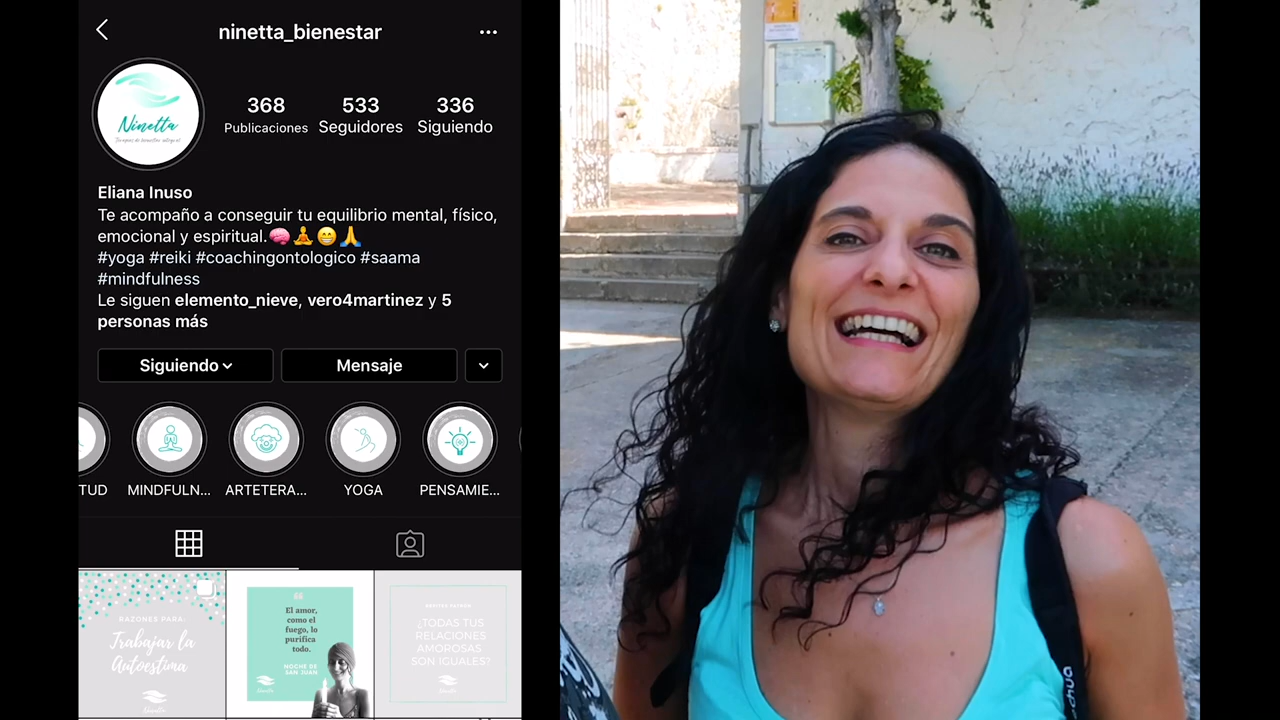 ninetta_bienestar
Ninetta
368
533
336
Publicaciones
Seguidores
Siguiendo
Eliana Inuso
Te acompaño a conseguir tu equilibrio mental, físico,
emocional y espiritual.🧠🧘😁🙏
#yoga #reiki #coachingontologico #saama
#mindfulness
Le siguen elemento_nieve, vero4martinez y 5
personas más
Siguiendo
Mensaje
TUD
MINDFULN...
ARTETERA...
YOGA
PENSAMIE...
RAZONES PARA:
Trabajar la
Autoestima
Ninetta
El amor,
como el
fuego, lo
purifica
todo.
NOCHE DE
SAN JUAN
Ninetta
¿TODAS TUS
RELACIONES
AMOROSAS
SON IGUALES?
Ninetta